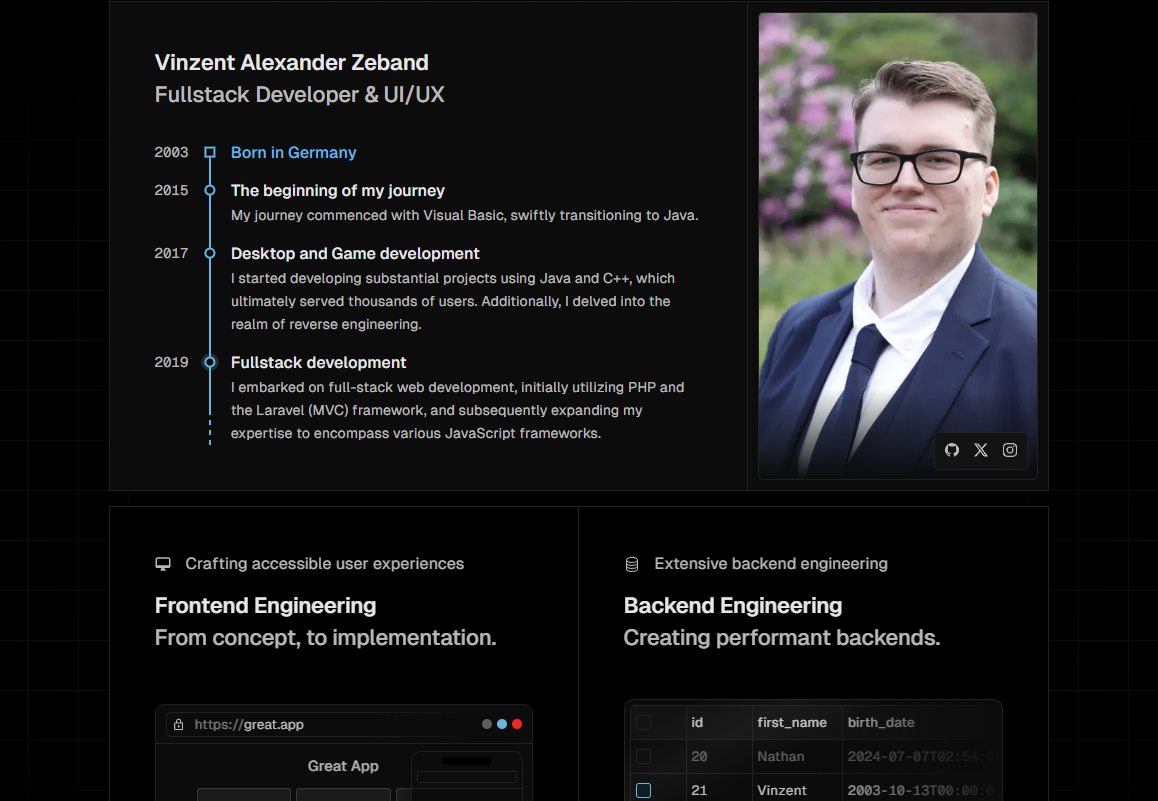 Vinzent Alexander Zeband
Fullstack Developer & UI/UX
2003 Born in Germany
2015 The beginning of my journey
My journey commenced with Visual Basic, swiftly transitioning to Java.
2017 Desktop and Game development
I started developing substantial projects using Java and C++, which
ultimately served thousands of users. Additionally, I delved into the
realm of reverse engineering.
2019 Fullstack development
I embarked on full-stack web development, initially utilizing PHP and
the Laravel (MVC) framework, and subsequently expanding my
expertise to encompass various JavaScript frameworks.
Crafting accessible user experiences
Frontend Engineering
From concept, to implementation.
https://great.app
Great App
Extensive backend engineering
Backend Engineering
Creating performant backends.
id first_name birth_date
20 Nathan 2024-07-07T02:54:
21 Vinzent 2003-10-13T00:00:00